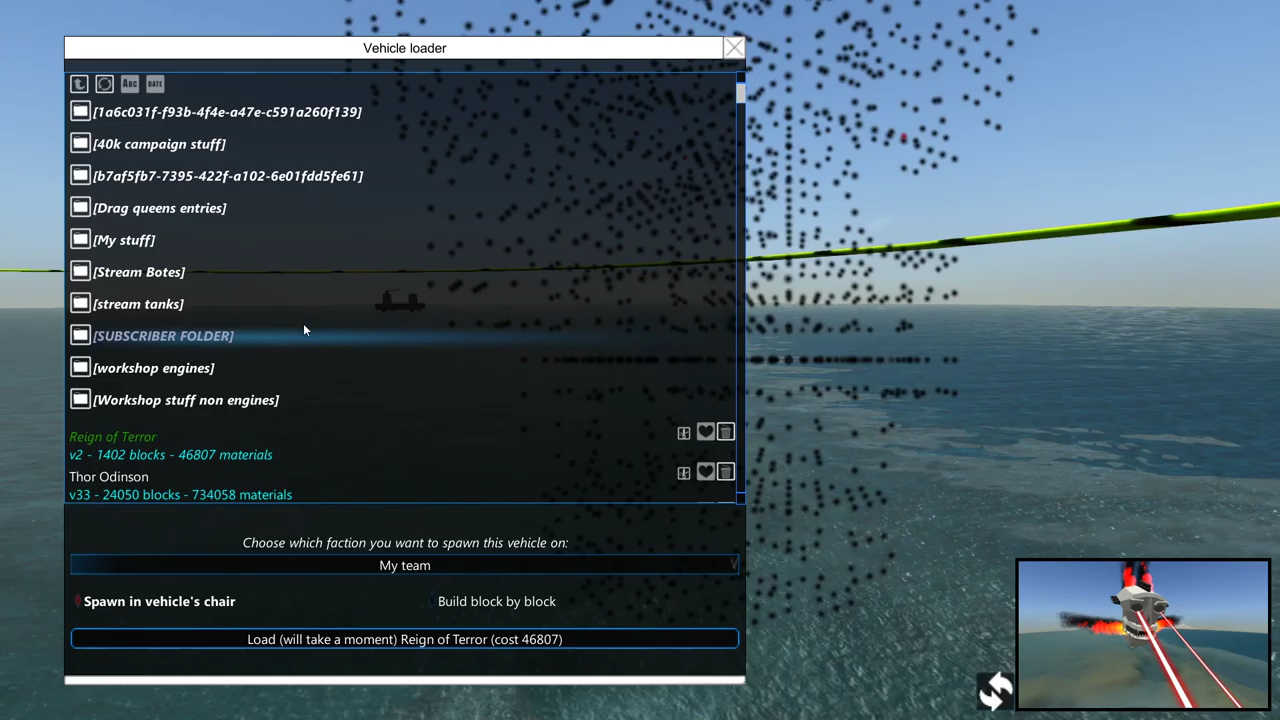 Vehicle loader
ABC DATE
[1a6c031f-f93b-4f4e-a47e-c591a260f139]
[40k campaign stuff]
[b7af5fb7-7395-422f-a102-6e01fdd5fe61]
[Drag queens entries]
[My stuff]
[Stream Botes]
[stream tanks]
[SUBSCRIBER FOLDER]
[workshop engines]
[Workshop stuff non engines]
Reign of Terror
v2 - 1402 blocks - 46807 materials
Thor Odinson
v33 - 24050 blocks - 734058 materials
Choose which faction you want to spawn this vehicle on:
My team
Spawn in vehicle's chair
Build block by block
Load (will take a moment) Reign of Terror (cost 46807)